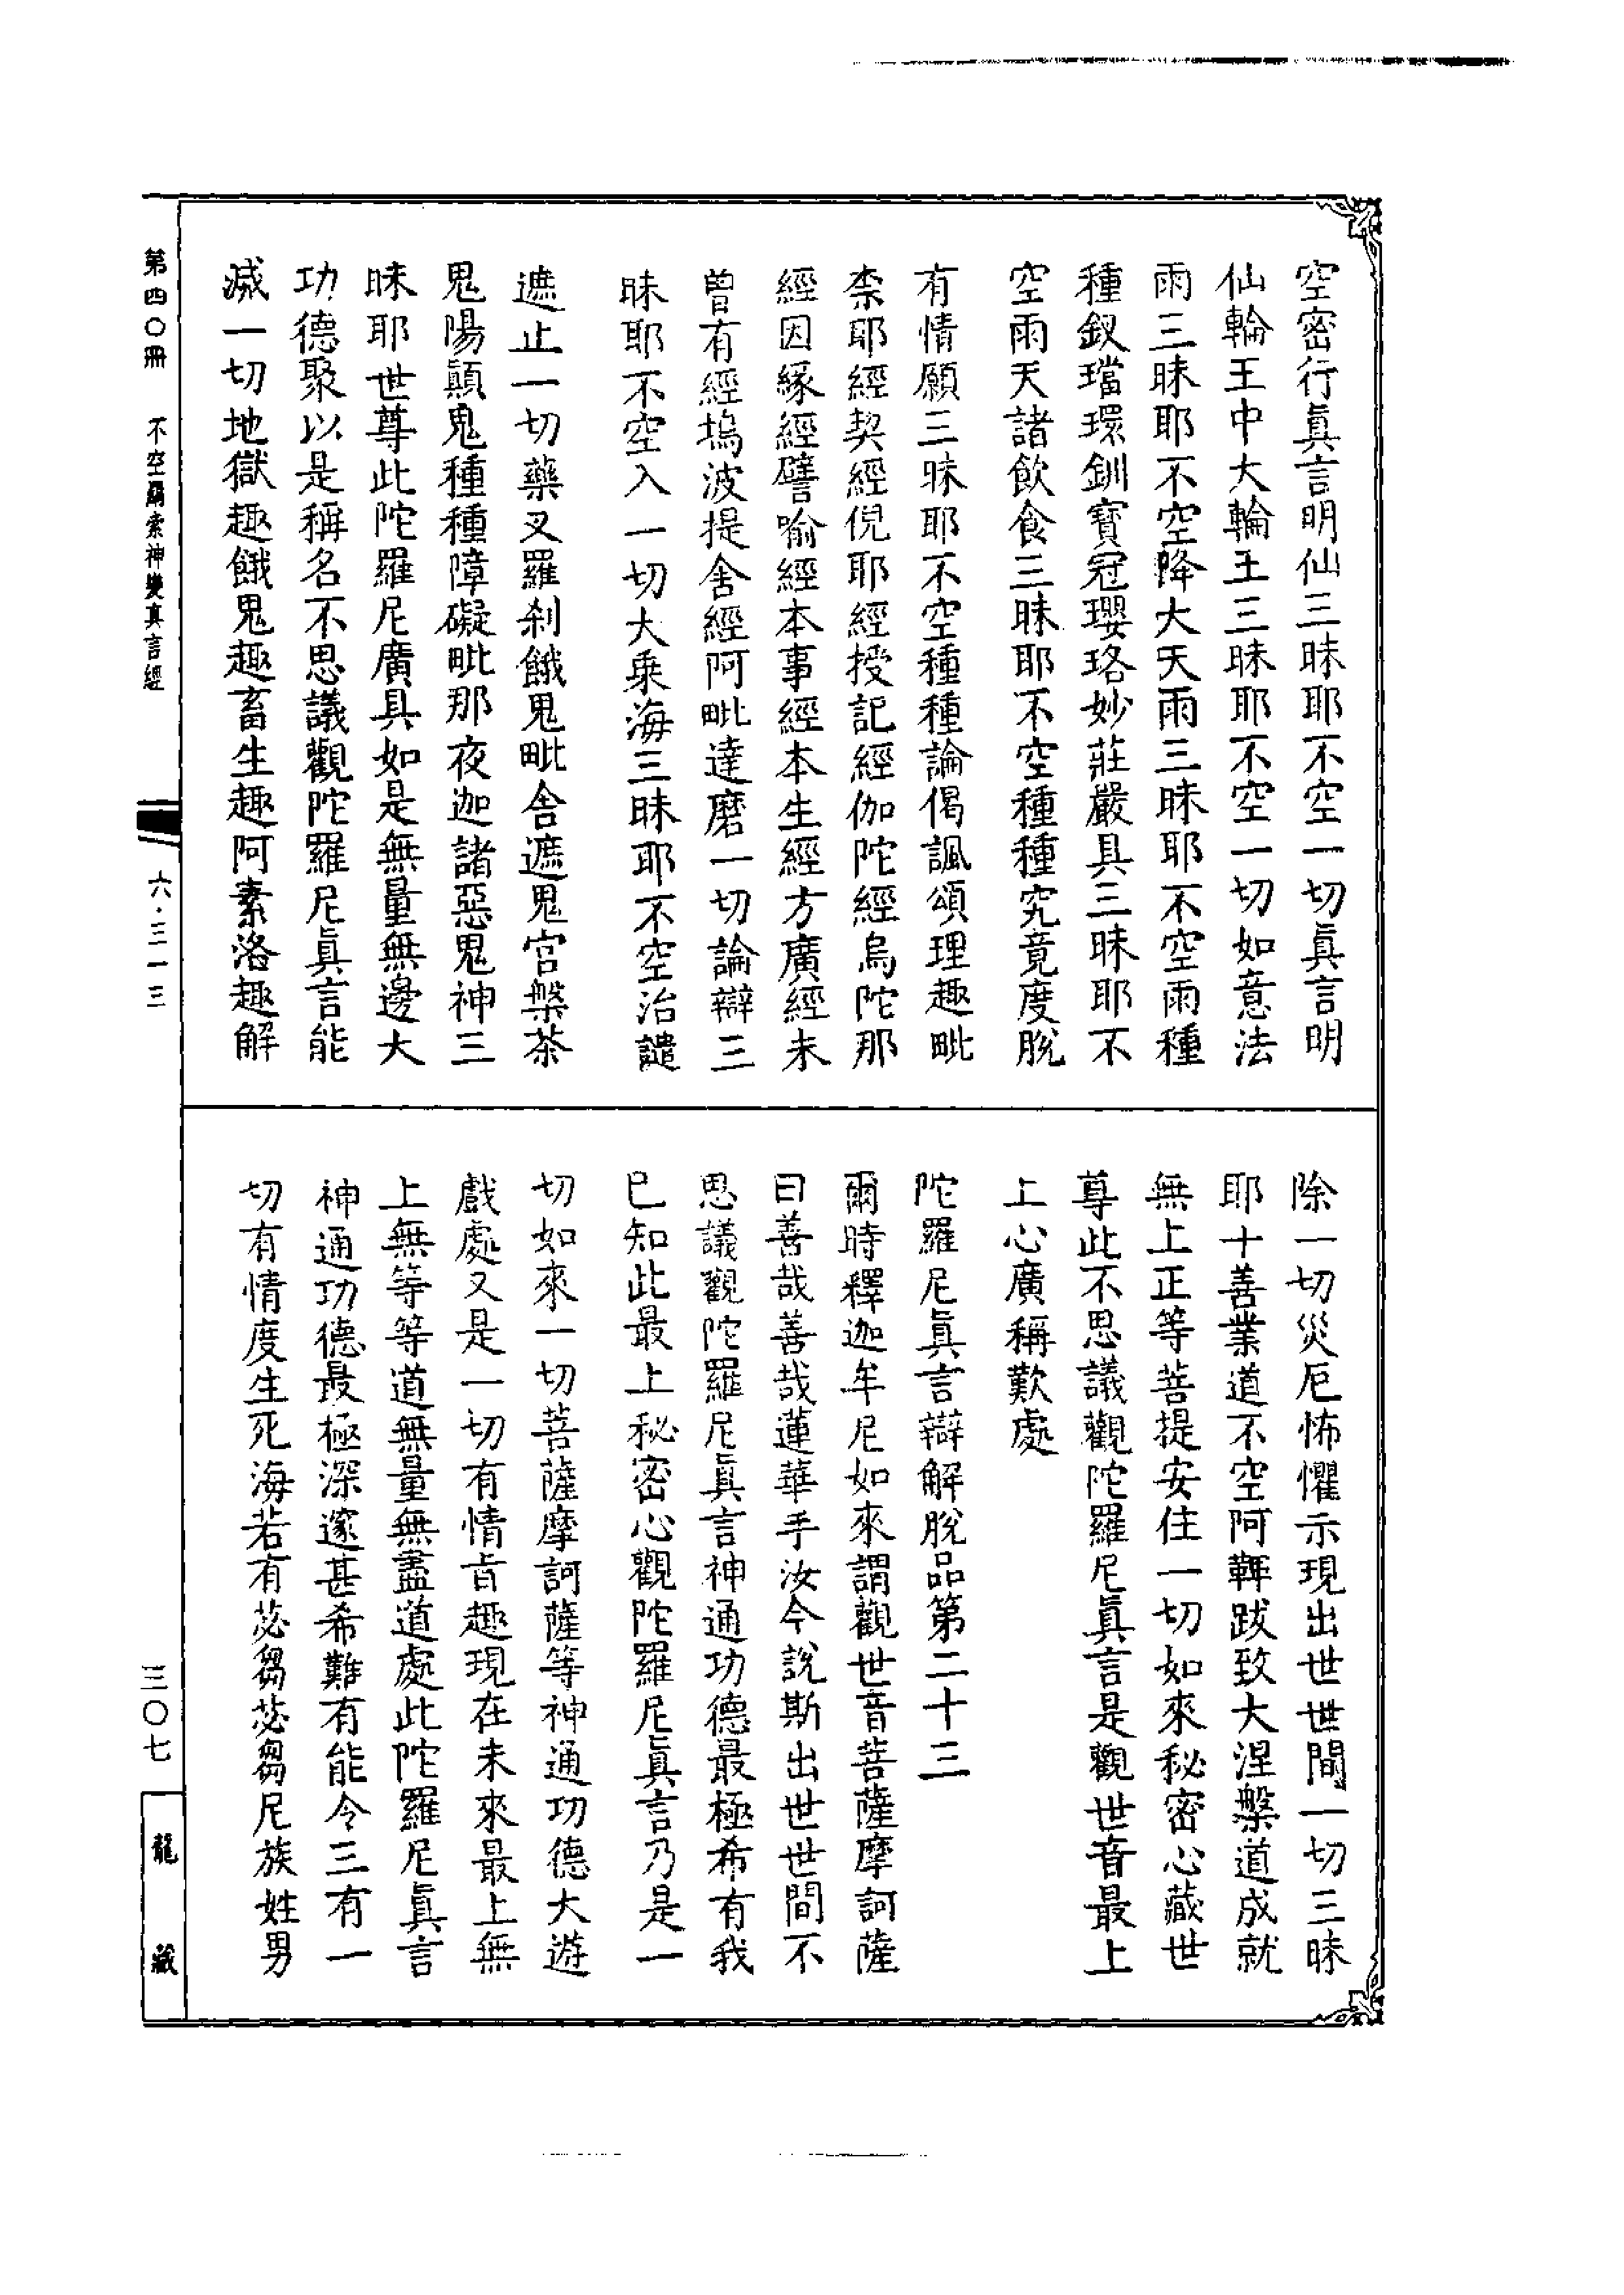 空密行眞言明仙三昧耶不空一切眞言明
仙輪王中大輪王三昧耶不空一切如意法
雨三昧耶不空降大天雨三昧耶不空雨種
種釵璫環釧寶冠瓔珞妙莊嚴具三昧耶不
空雨天諸飲食三昧耶不空種種究竟度脫
有情願三昧耶不空種種論偈諷頌理趣毗
柰耶經契經倪耶經授記經伽陀經烏陀那
經因緣經譬喻經本事經本生經方廣經未
曾有經塢波提舍經阿毗達磨一切論辯三
昧耶不空入一切大乘海三昧耶不空治讉
遮止一切藥叉羅刹餓鬼毗舍遮鬼宮槃茶
鬼陽顚鬼種種障礙毗那夜迦諸惡鬼神三
昧耶世尊此陀羅尼廣具如是無量無邊大
功德聚以是稱名不思議觀陀羅尼眞言能
滅一切地獄趣餓鬼趣畜生趣阿素洛趣解
除一切災厄怖懼示現出世世間一切三昧
耶十善業道不空阿鞞跋致大涅槃道成就
無上正等菩提安住一切如來秘密心藏世
尊此不思議觀陀羅尼眞言是觀世音最上
上心廣稱歎處
陀羅尼眞言辯解脫品第二十三
爾時釋迦牟尼如來謂觀世音菩薩摩訶薩
曰善哉善哉蓮華手汝今說斯出世世間不
思議觀陀羅尼眞言神通功德最極希有我
已知此最上秘密心觀陀羅尼眞言乃是一
切如來一切菩薩摩訶薩等神通功德大遊
戲處又是一切有情旨趣現在未來最上無
上無等等道無量無盡道處此陀羅尼眞言
神通功德最極深邃甚希難有能令三有一
切有情度生死海若有苾芻苾芻尼族姓男
第四〇冊 不空羂索神變真言經
六·三一三
三〇七
龍藏